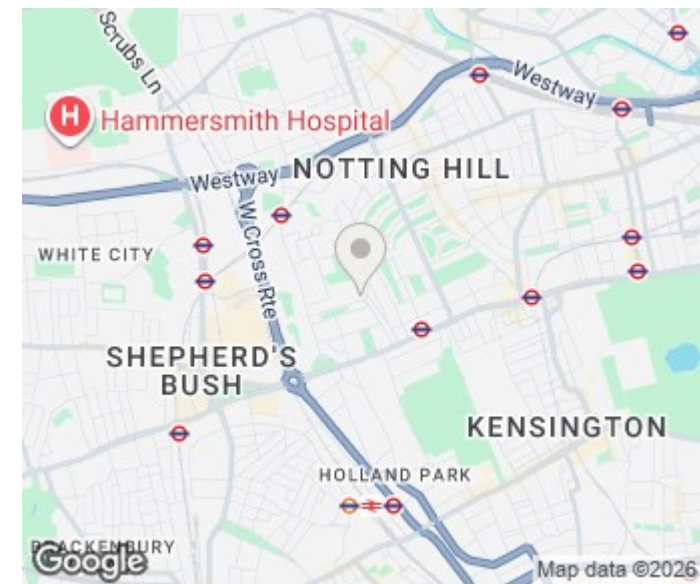 Scrubs Ln
H
Hammersmith Hospital
Westway
Westway
NOTTING HILL
WHITE CITY
W Cross Rte
SHEPHERD'S
BUSH
KENSINGTON
HOLLAND PARK
BRACKENBURY
Google
Map data ©2026